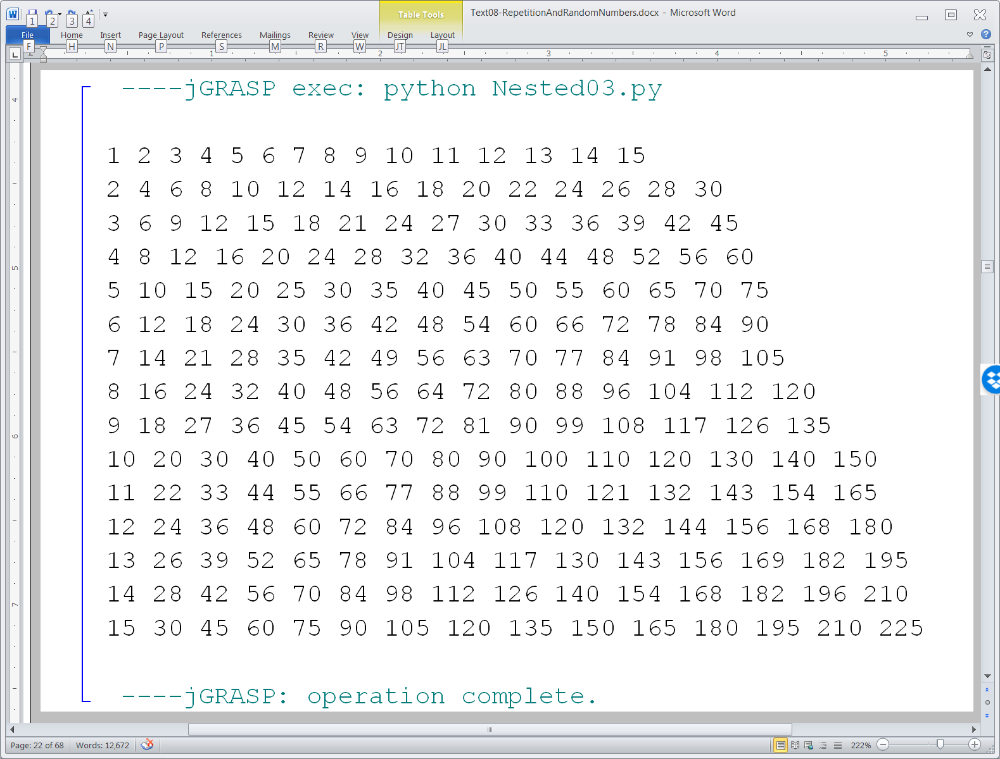 Text08-RepetitionAndRandomNumbers.docx - Microsoft Word
Table Tools
1 2 3 4
File Home Insert Page Layout References Mailings Review View Design Layout
F H N P S M R W JT JL
L 1 2 3 4 5
----jGRASP exec: python Nested03.py
1 2 3 4 5 6 7 8 9 10 11 12 13 14 15
2 4 6 8 10 12 14 16 18 20 22 24 26 28 30
3 6 9 12 15 18 21 24 27 30 33 36 39 42 45
4 8 12 16 20 24 28 32 36 40 44 48 52 56 60
5 10 15 20 25 30 35 40 45 50 55 60 65 70 75
6 12 18 24 30 36 42 48 54 60 66 72 78 84 90
7 14 21 28 35 42 49 56 63 70 77 84 91 98 105
8 16 24 32 40 48 56 64 72 80 88 96 104 112 120
9 18 27 36 45 54 63 72 81 90 99 108 117 126 135
10 20 30 40 50 60 70 80 90 100 110 120 130 140 150
11 22 33 44 55 66 77 88 99 110 121 132 143 154 165
12 24 36 48 60 72 84 96 108 120 132 144 156 168 180
13 26 39 52 65 78 91 104 117 130 143 156 169 182 195
14 28 42 56 70 84 98 112 126 140 154 168 182 196 210
15 30 45 60 75 90 105 120 135 150 165 180 195 210 225
----jGRASP: operation complete.
4
5
6
7
Page: 22 of 68 Words: 12,672 222%